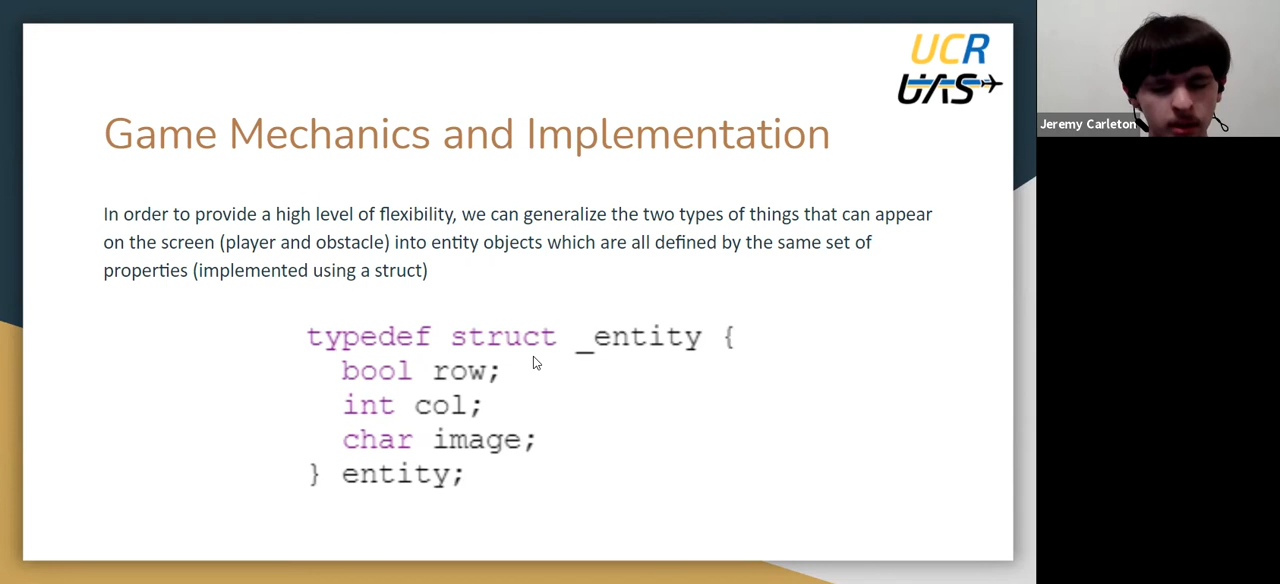 UCR
UAS
Jeremy Carleton
Game Mechanics and Implementation
In order to provide a high level of flexibility, we can generalize the two types of things that can appear
on the screen (player and obstacle) into entity objects which are all defined by the same set of
properties (implemented using a struct)
typedef struct _entity {
bool row;
int col;
char image;
} entity;